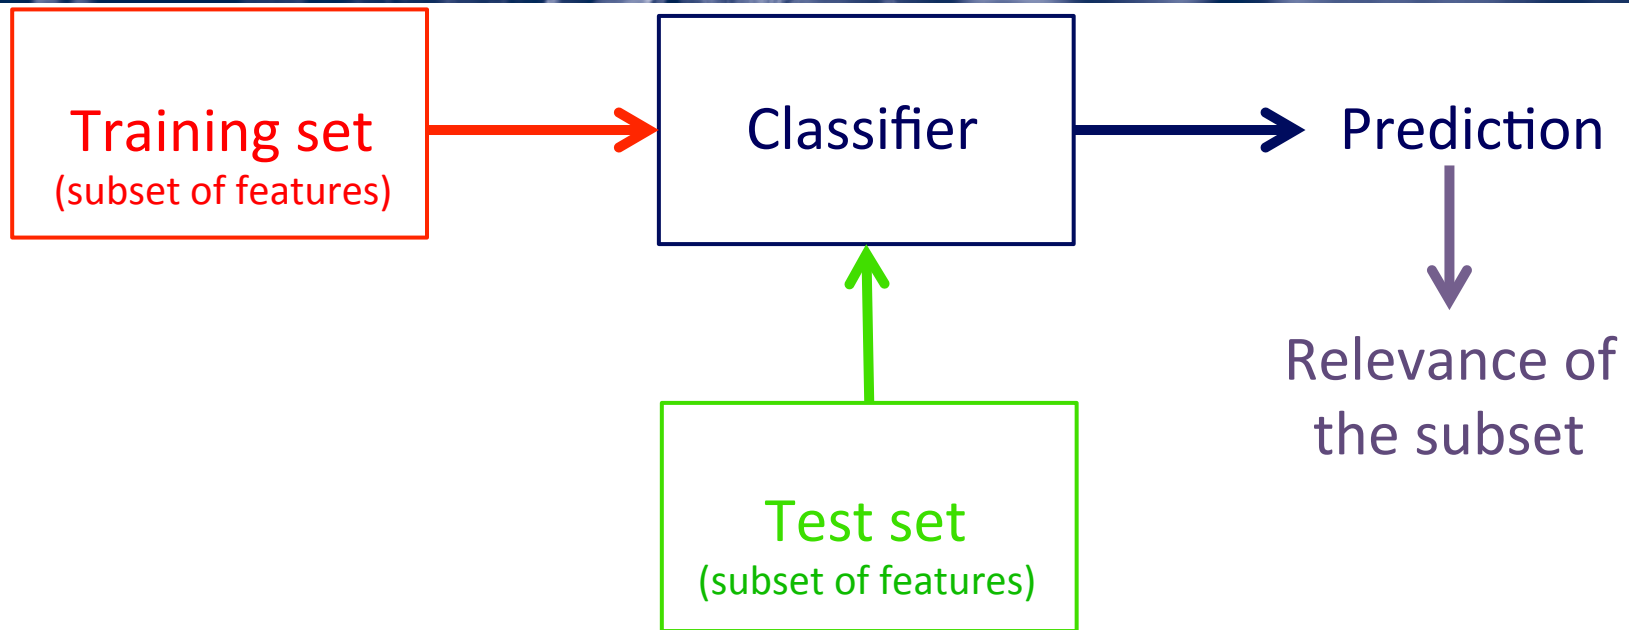 Training set
(subset of features)
Classifier
Prediction
Relevance of
the subset
Test set
(subset of features)